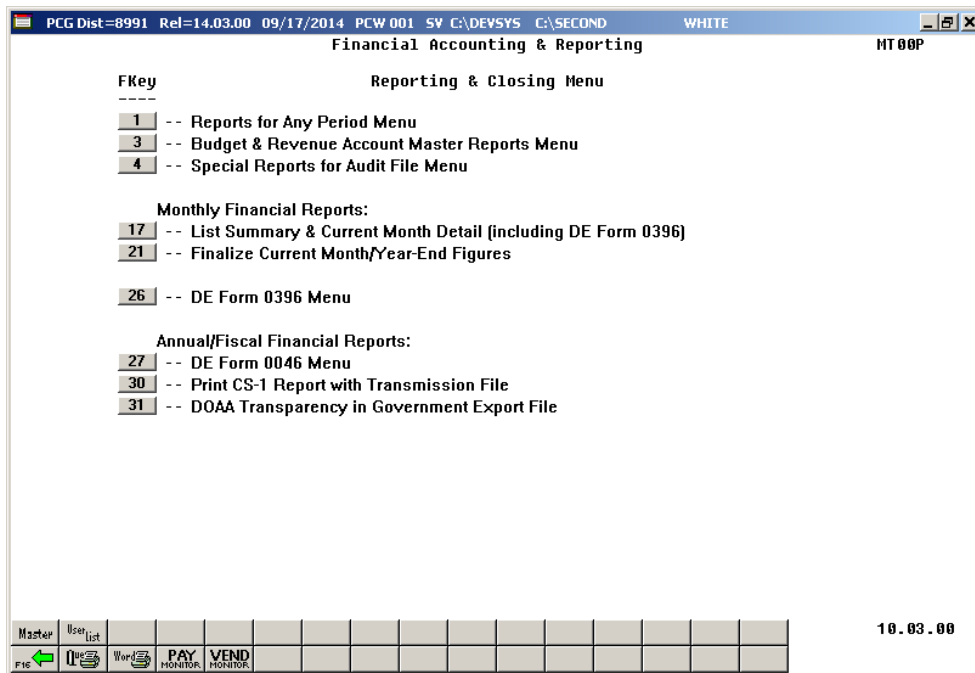 PCG Dist=8991 Rel=14.03.00 09/17/2014 PCW 001 SV C:\DEVSYS C:\SECOND WHITE
Financial Accounting & Reporting MT00P
FKey Reporting & Closing Menu
----
1 -- Reports for Any Period Menu
3 -- Budget & Revenue Account Master Reports Menu
4 -- Special Reports for Audit File Menu
Monthly Financial Reports:
17 -- List Summary & Current Month Detail (including DE Form 0396)
21 -- Finalize Current Month/Year-End Figures
26 -- DE Form 0396 Menu
Annual/Fiscal Financial Reports:
27 -- DE Form 0046 Menu
30 -- Print CS-1 Report with Transmission File
31 -- DOAA Transparency in Government Export File
Master User List 10.03.00
F16 Que Word PAY MONITOR VEND MONITOR